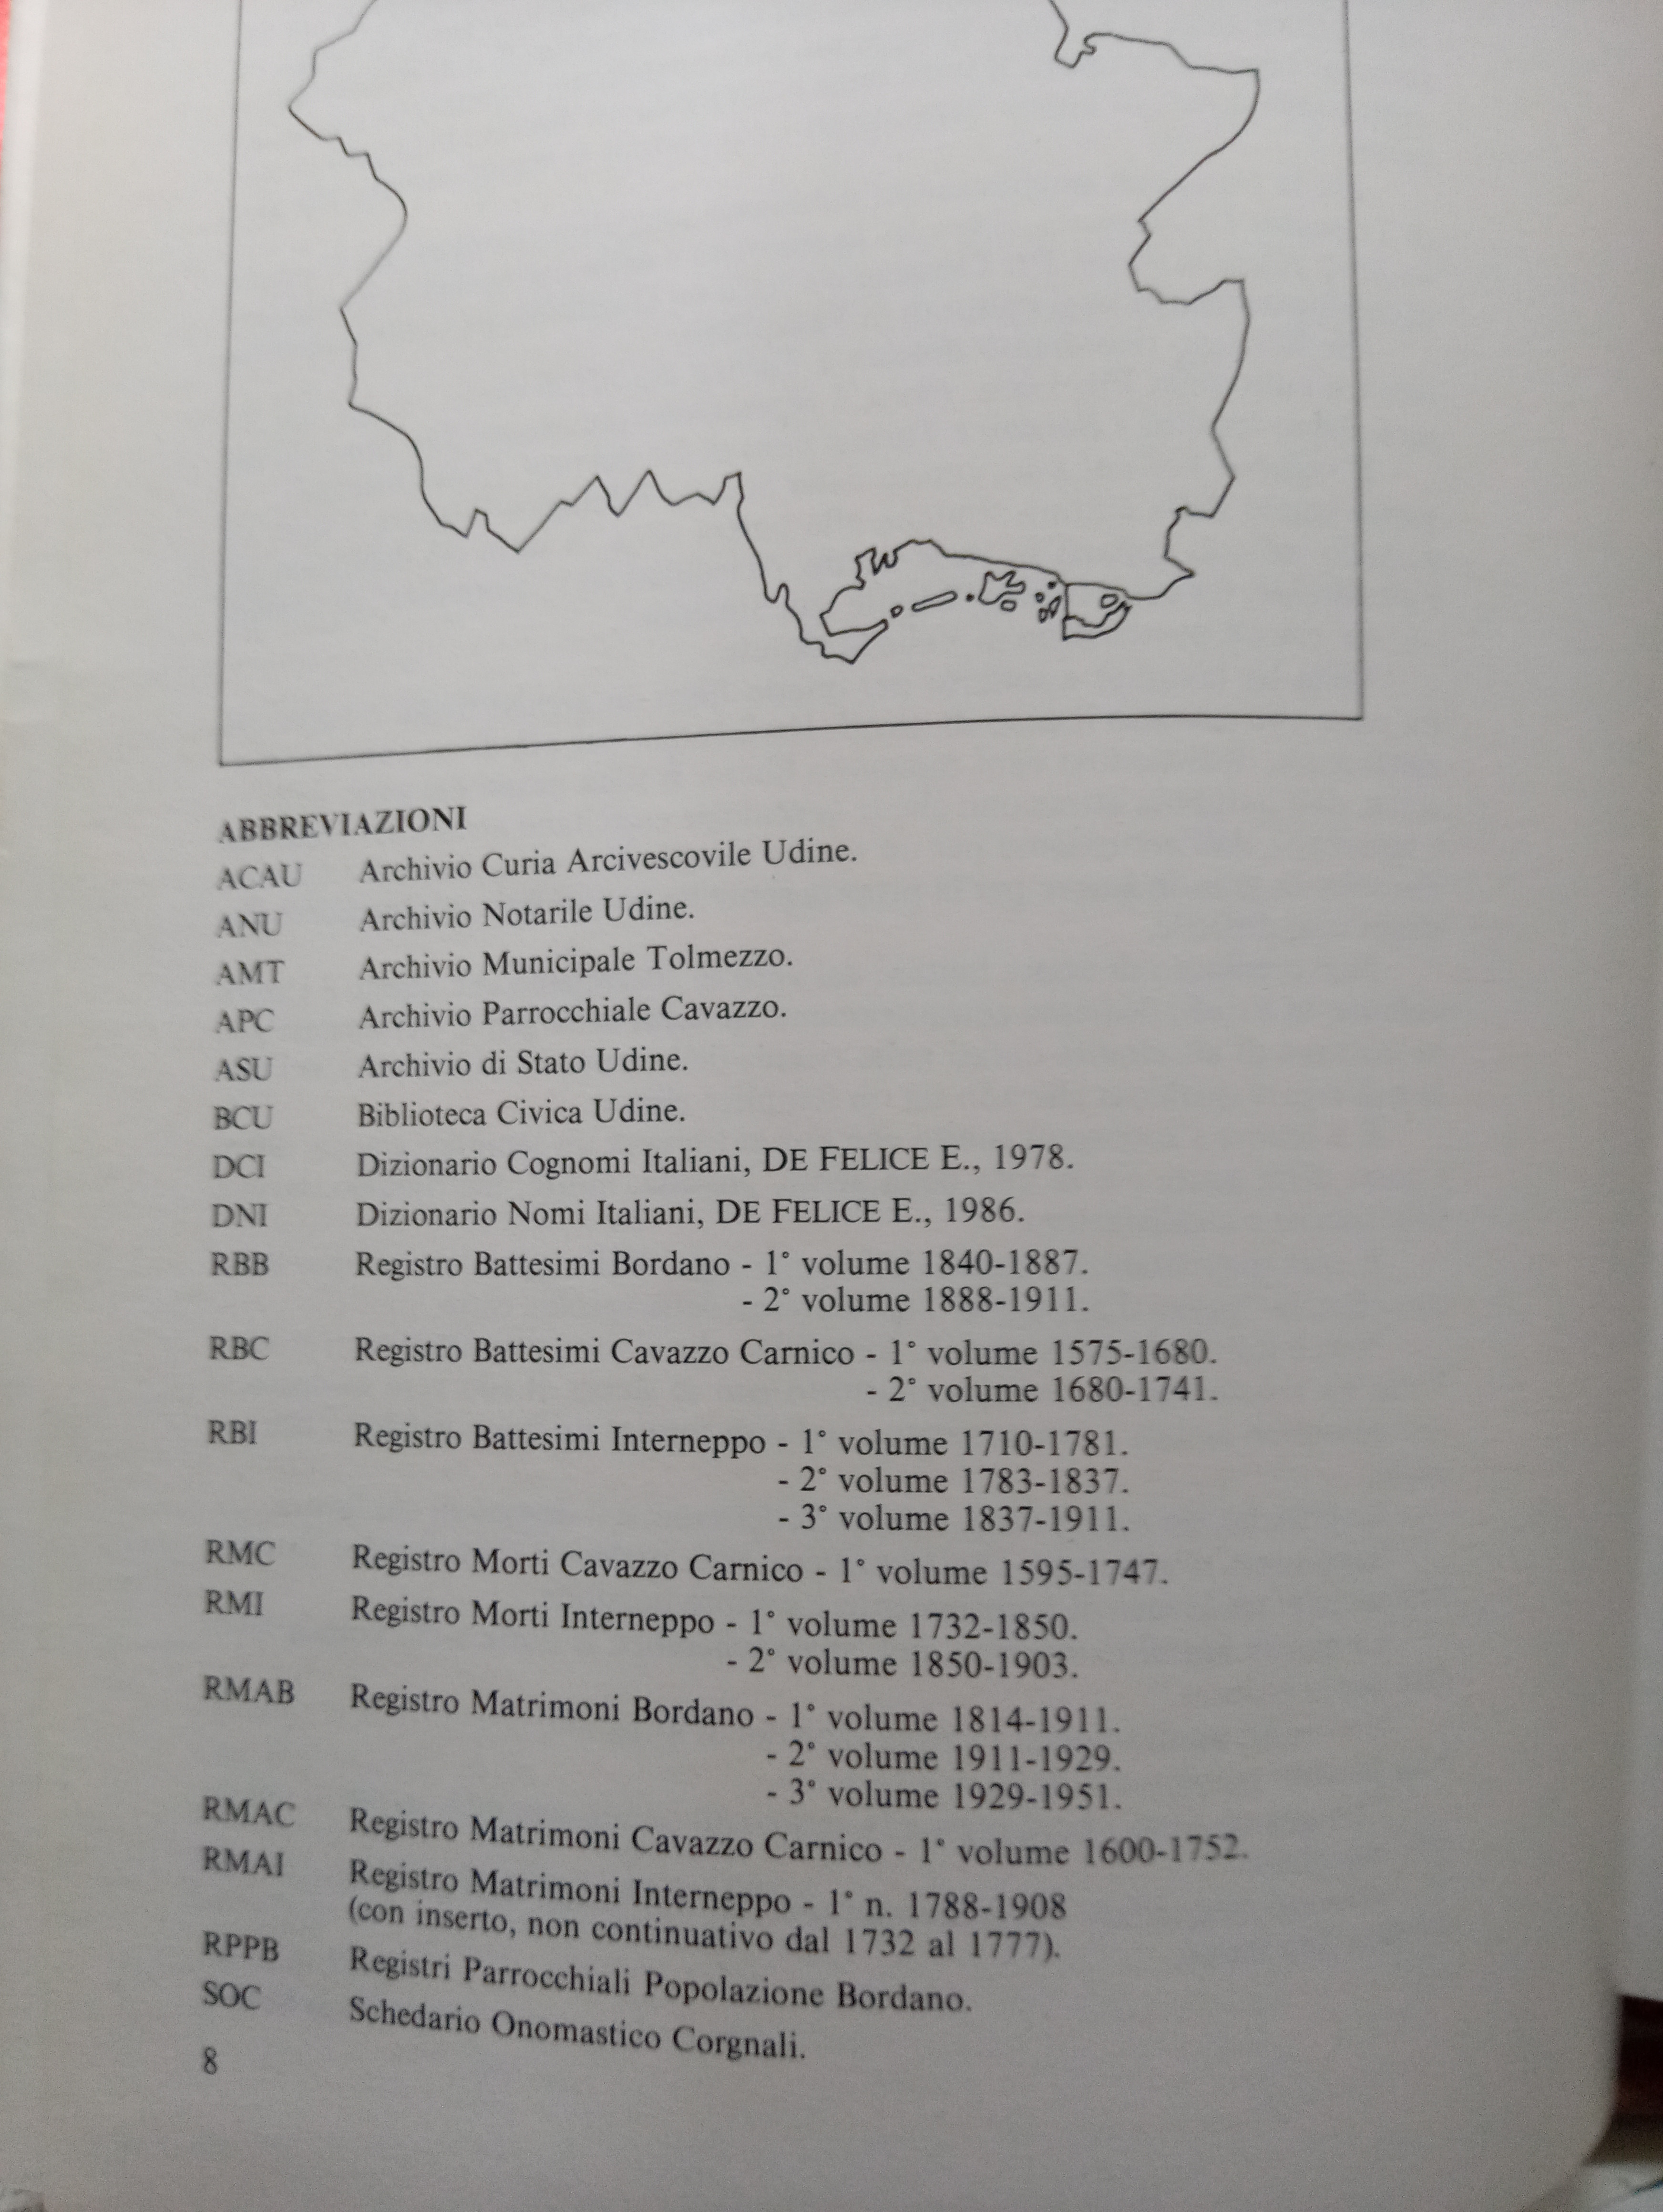 ABBREVIAZIONI
ACAU Archivio Curia Arcivescovile Udine.
ANU Archivio Notarile Udine.
AMT Archivio Municipale Tolmezzo.
APC Archivio Parrocchiale Cavazzo.
ASU Archivio di Stato Udine.
BCU Biblioteca Civica Udine.
DCI Dizionario Cognomi Italiani, DE FELICE E., 1978.
DNI Dizionario Nomi Italiani, DE FELICE E., 1986.
RBB Registro Battesimi Bordano - 1° volume 1840-1887.
- 2° volume 1888-1911.
RBC Registro Battesimi Cavazzo Carnico - 1° volume 1575-1680.
- 2° volume 1680-1741.
RBI Registro Battesimi Interneppo - 1° volume 1710-1781.
- 2° volume 1783-1837.
- 3° volume 1837-1911.
RMC Registro Morti Cavazzo Carnico - 1° volume 1595-1747.
RMI Registro Morti Interneppo - 1° volume 1732-1850.
- 2° volume 1850-1903.
RMAB Registro Matrimoni Bordano - 1° volume 1814-1911.
- 2° volume 1911-1929.
- 3° volume 1929-1951.
RMAC Registro Matrimoni Cavazzo Carnico - 1° volume 1600-1752.
RMAI Registro Matrimoni Interneppo - 1° n. 1788-1908
(con inserto, non continuativo dal 1732 al 1777).
RPPB Registri Parrocchiali Popolazione Bordano.
SOC Schedario Onomastico Corgnali.
8